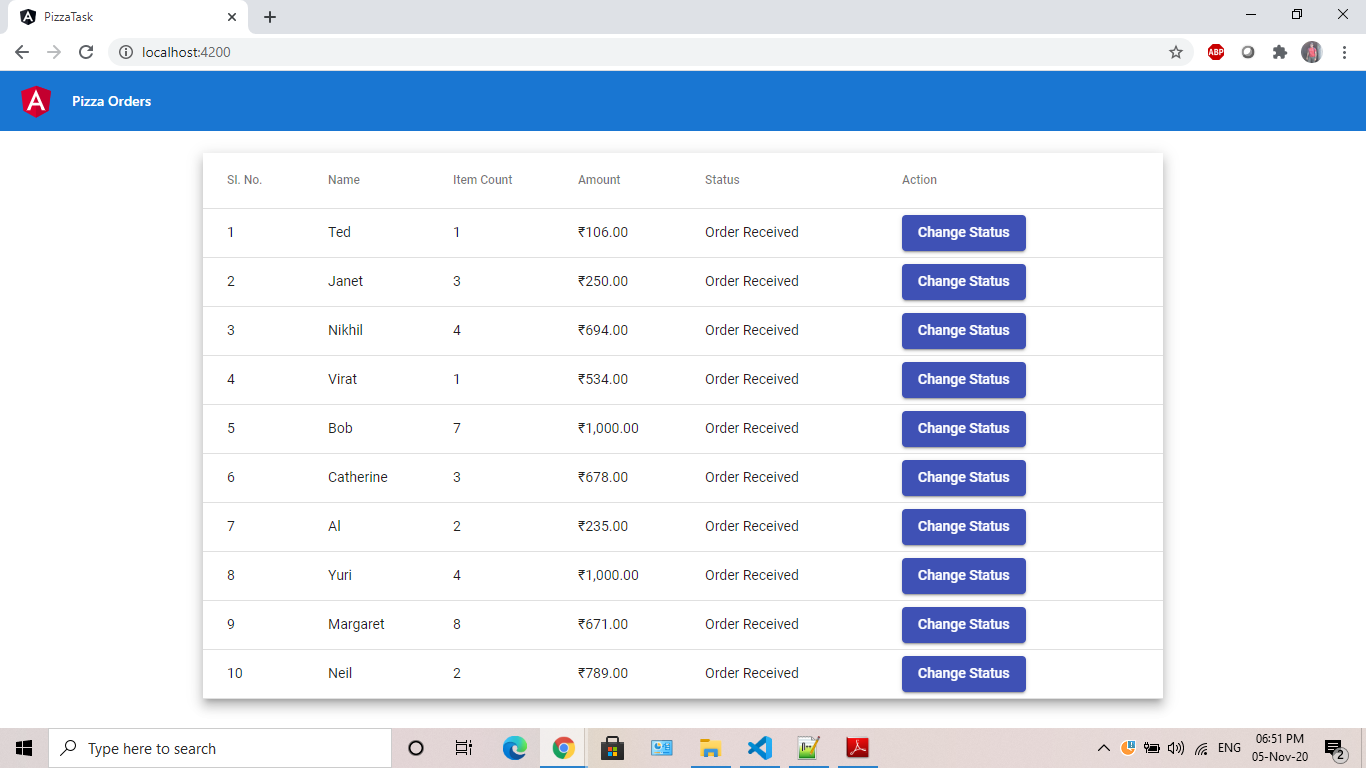 PizzaTask
localhost:4200
ABP
A Pizza Orders
Sl. No. Name Item Count Amount Status Action
1 Ted 1 ₹106.00 Order Received Change Status
2 Janet 3 ₹250.00 Order Received Change Status
3 Nikhil 4 ₹694.00 Order Received Change Status
4 Virat 1 ₹534.00 Order Received Change Status
5 Bob 7 ₹1,000.00 Order Received Change Status
6 Catherine 3 ₹678.00 Order Received Change Status
7 Al 2 ₹235.00 Order Received Change Status
8 Yuri 4 ₹1,000.00 Order Received Change Status
9 Margaret 8 ₹671.00 Order Received Change Status
10 Neil 2 ₹789.00 Order Received Change Status
Type here to search
ENG
06:51 PM
05-Nov-20
2